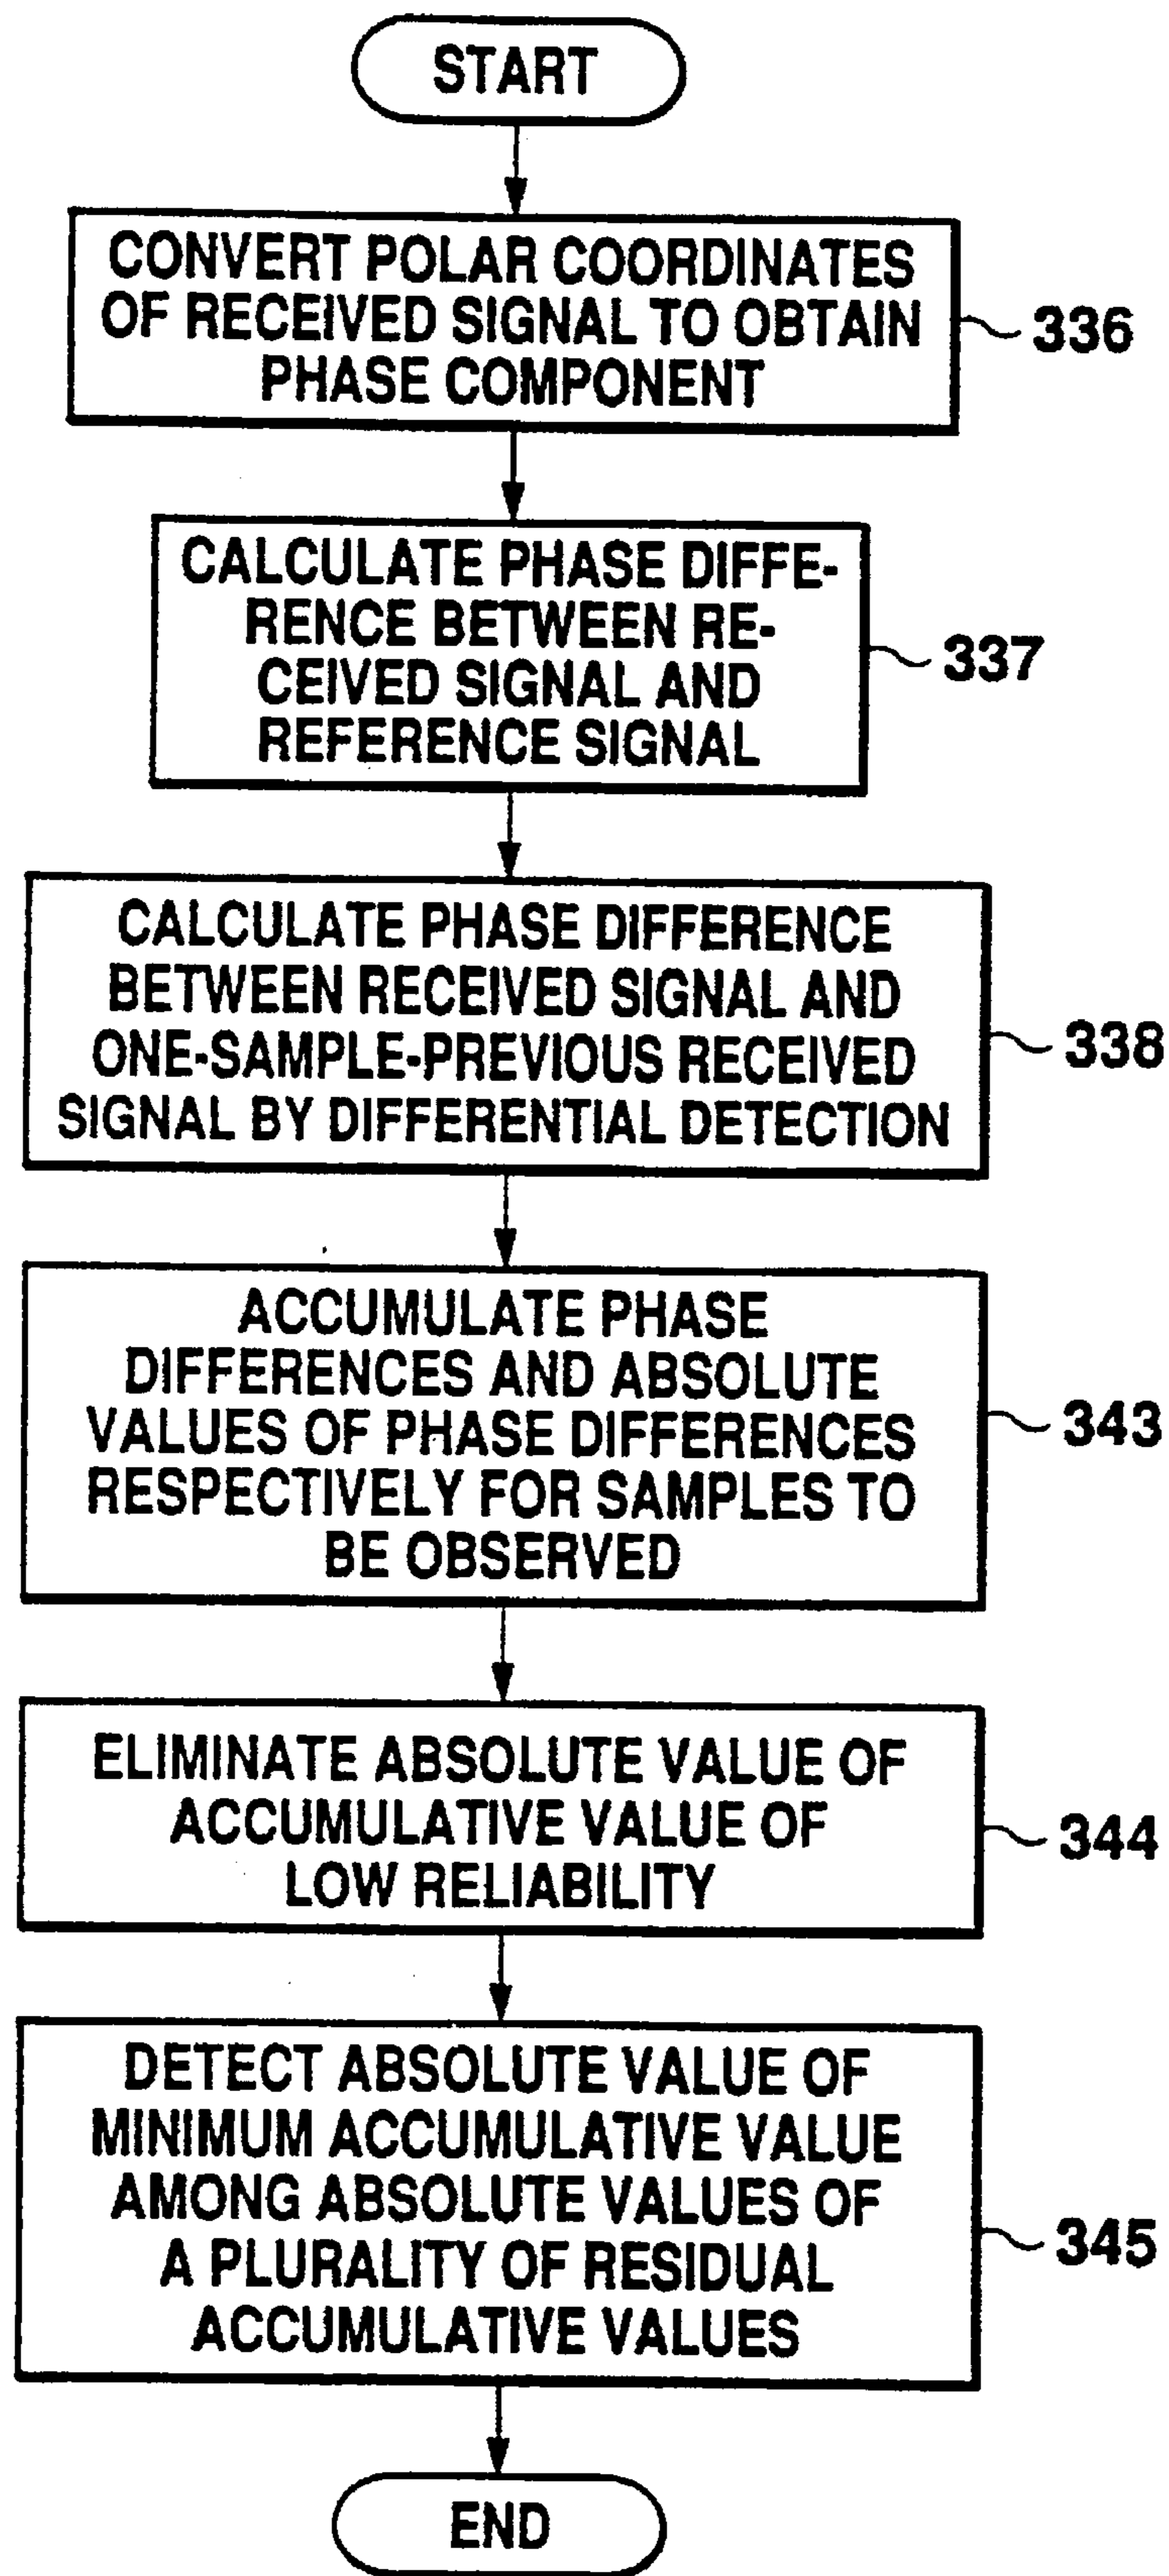 START
CONVERT POLAR COORDINATES
OF RECEIVED SIGNAL TO OBTAIN
PHASE COMPONENT
336
CALCULATE PHASE DIFFE-
RENCE BETWEEN RE-
CEIVED SIGNAL AND
REFERENCE SIGNAL
337
CALCULATE PHASE DIFFERENCE
BETWEEN RECEIVED SIGNAL AND
ONE-SAMPLE-PREVIOUS RECEIVED
SIGNAL BY DIFFERENTIAL DETECTION
338
ACCUMULATE PHASE
DIFFERENCES AND ABSOLUTE
VALUES OF PHASE DIFFERENCES
RESPECTIVELY FOR SAMPLES TO
BE OBSERVED
343
ELIMINATE ABSOLUTE VALUE OF
ACCUMULATIVE VALUE OF
LOW RELIABILITY
344
DETECT ABSOLUTE VALUE OF
MINIMUM ACCUMULATIVE VALUE
AMONG ABSOLUTE VALUES OF
A PLURALITY OF RESIDUAL
ACCUMULATIVE VALUES
345
END